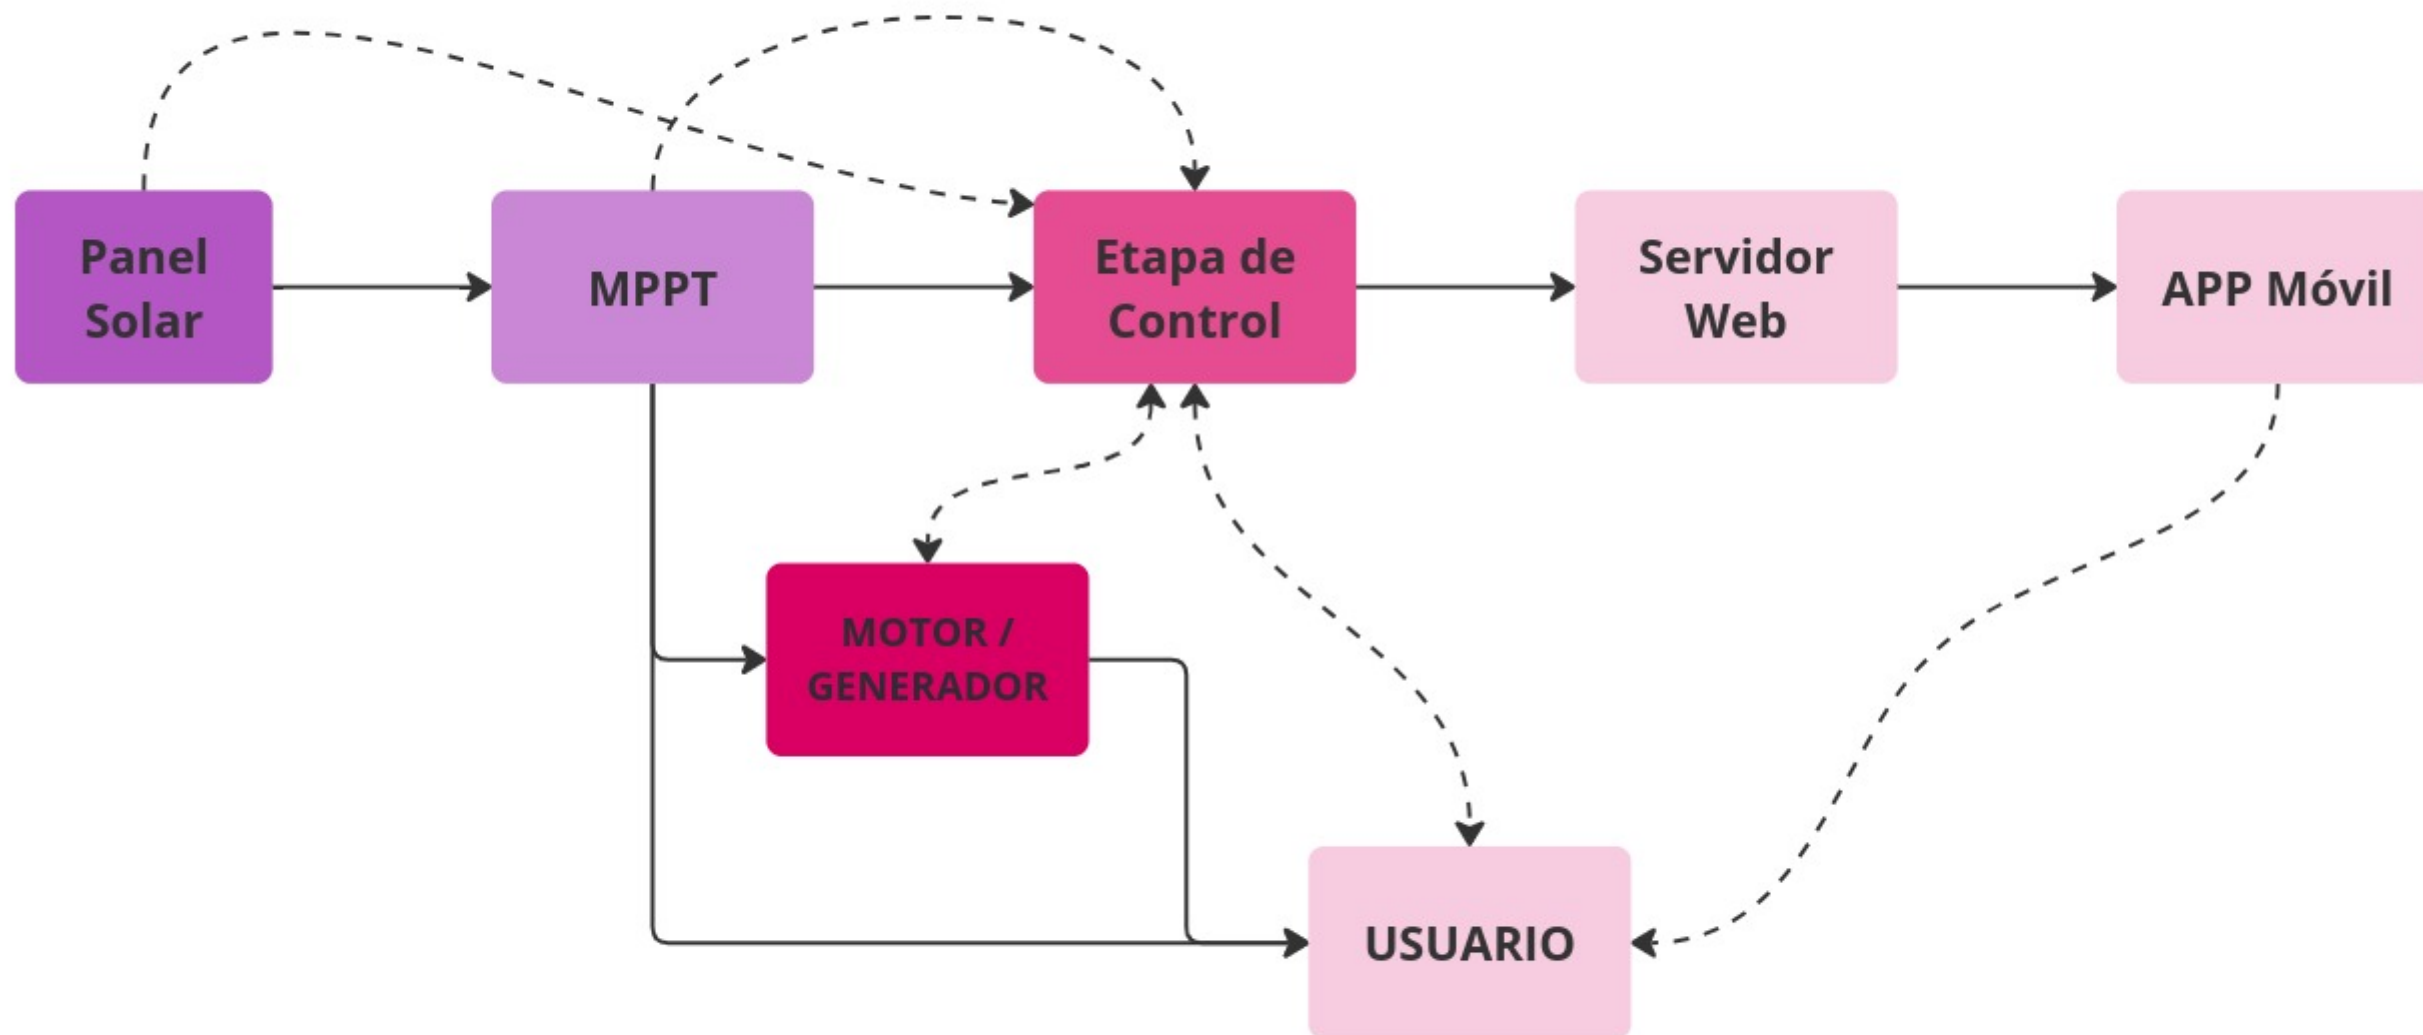 Panel
Solar
MPPT
Etapa de
Control
Servidor
Web
APP Móvil
MOTOR /
GENERADOR
USUARIO